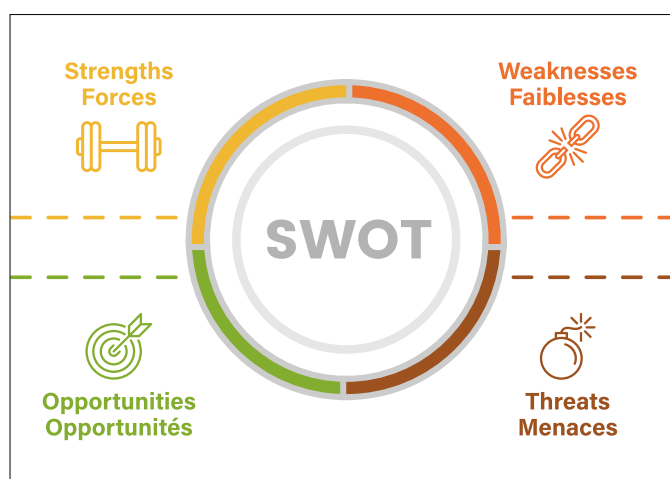 Strengths
Forces
Weaknesses
Faiblesses
SWOT
Opportunities
Opportunités
Threats
Menaces